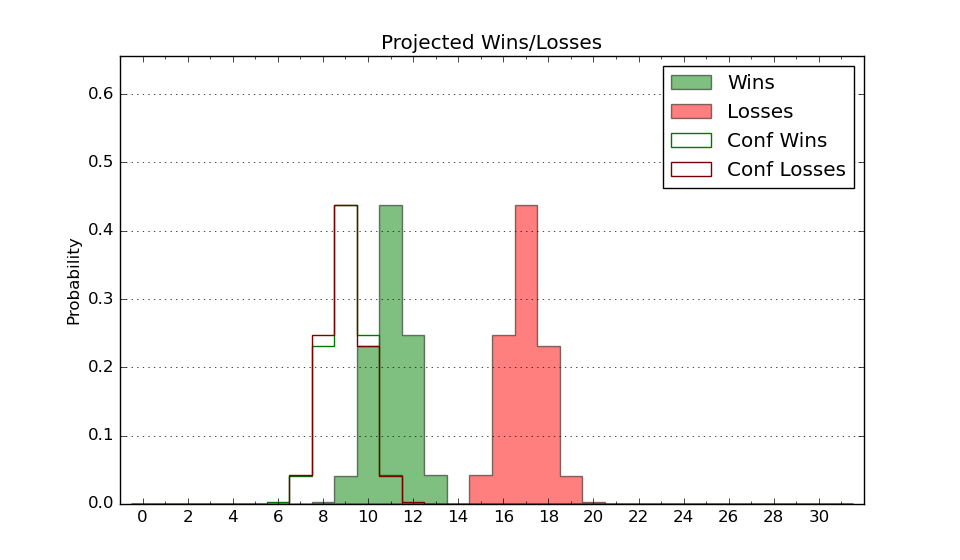 Projected Wins/Losses
Wins
Losses
Conf Wins
Conf Losses
Probability
0.6
0.5
0.4
0.3
0.2
0.1
0.0
0 2 4 6 8 10 12 14 16 18 20 22 24 26 28 30